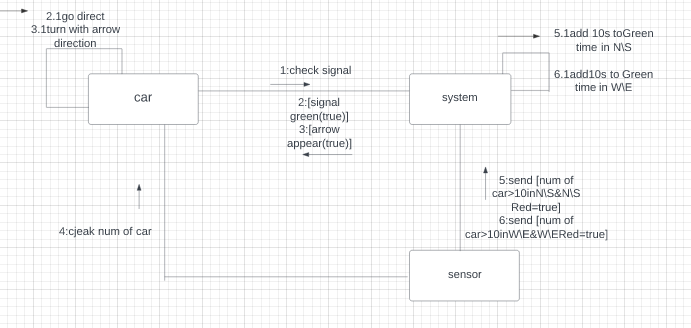 2.1go direct
3.1turn with arrow
direction
car
1:check signal
2:[signal
green(true)]
3:[arrow
appear(true)]
system
5.1add 10s toGreen
time in N\S
6.1add10s to Green
time in W\E
4:cjeak num of car
5:send [num of
car>10inN\S&N\S
Red=true]
6:send [num of
car>10inW\E&W\ERed=true]
sensor